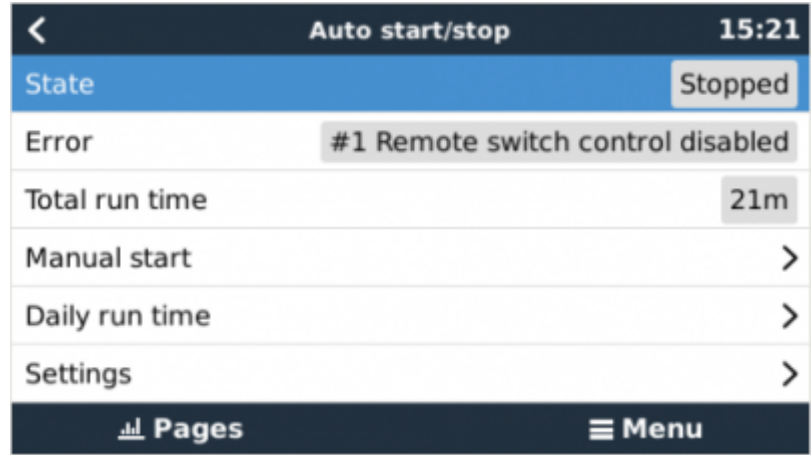 Auto start/stop 15:21
State Stopped
Error #1 Remote switch control disabled
Total run time 21m
Manual start
Daily run time
Settings
Pages Menu